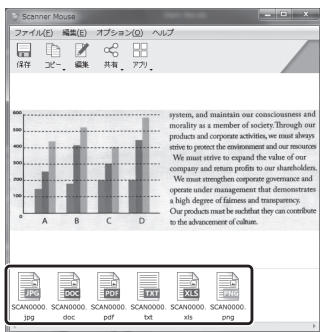 Scanner Mouse
ファイル(F) 編集(E) オプション(O) ヘルプ
保存 コピー 編集 共有 アプリ
600
500
400
300
200
100
0
A B C D
system, and maintain our consciousness and
morality as a member of society.Through our
products and corporate activities, we must always
strive to protect the environment and our resources
We must strive to expand the value of our
company and return profits to our shareholders.
We must strengthen corporate governance and
operate under management that demonstrates
a high degree of fairness and transparency.
Our products must be suchthat they can contribute
to the advancement of culture.
JPG DOC PDF TXT XLS PNG
SCAN0000. SCAN0000. SCAN0000. SCAN0000. SCAN0000. SCAN0000.
jpg doc pdf txt xls png